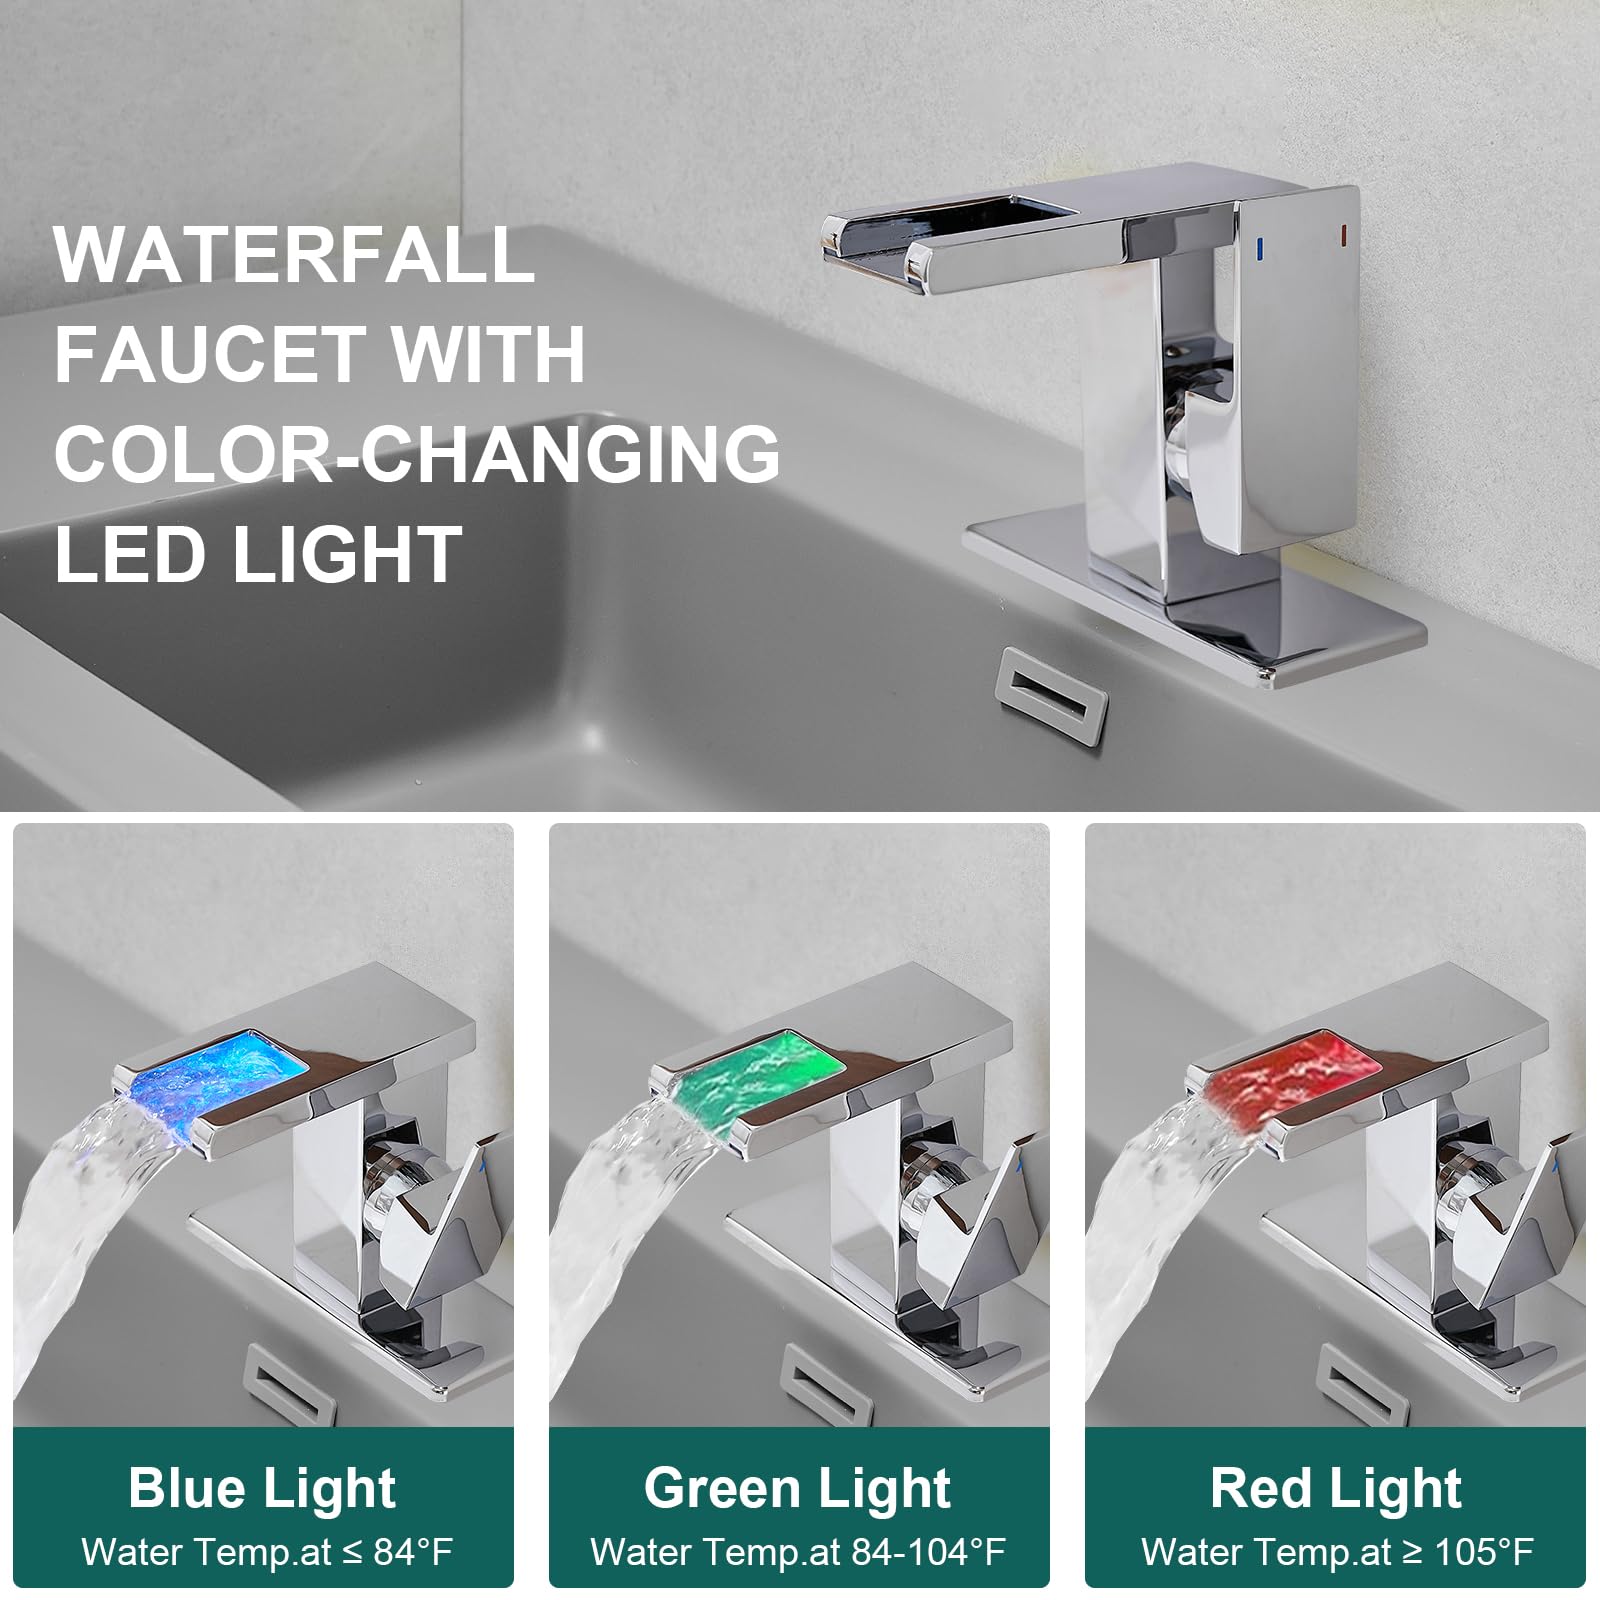 WATERFALL
FAUCET WITH
COLOR-CHANGING
LED LIGHT
Blue Light
Water Temp.at ≤ 84°F
Green Light
Water Temp.at 84-104°F
Red Light
Water Temp.at ≥ 105°F